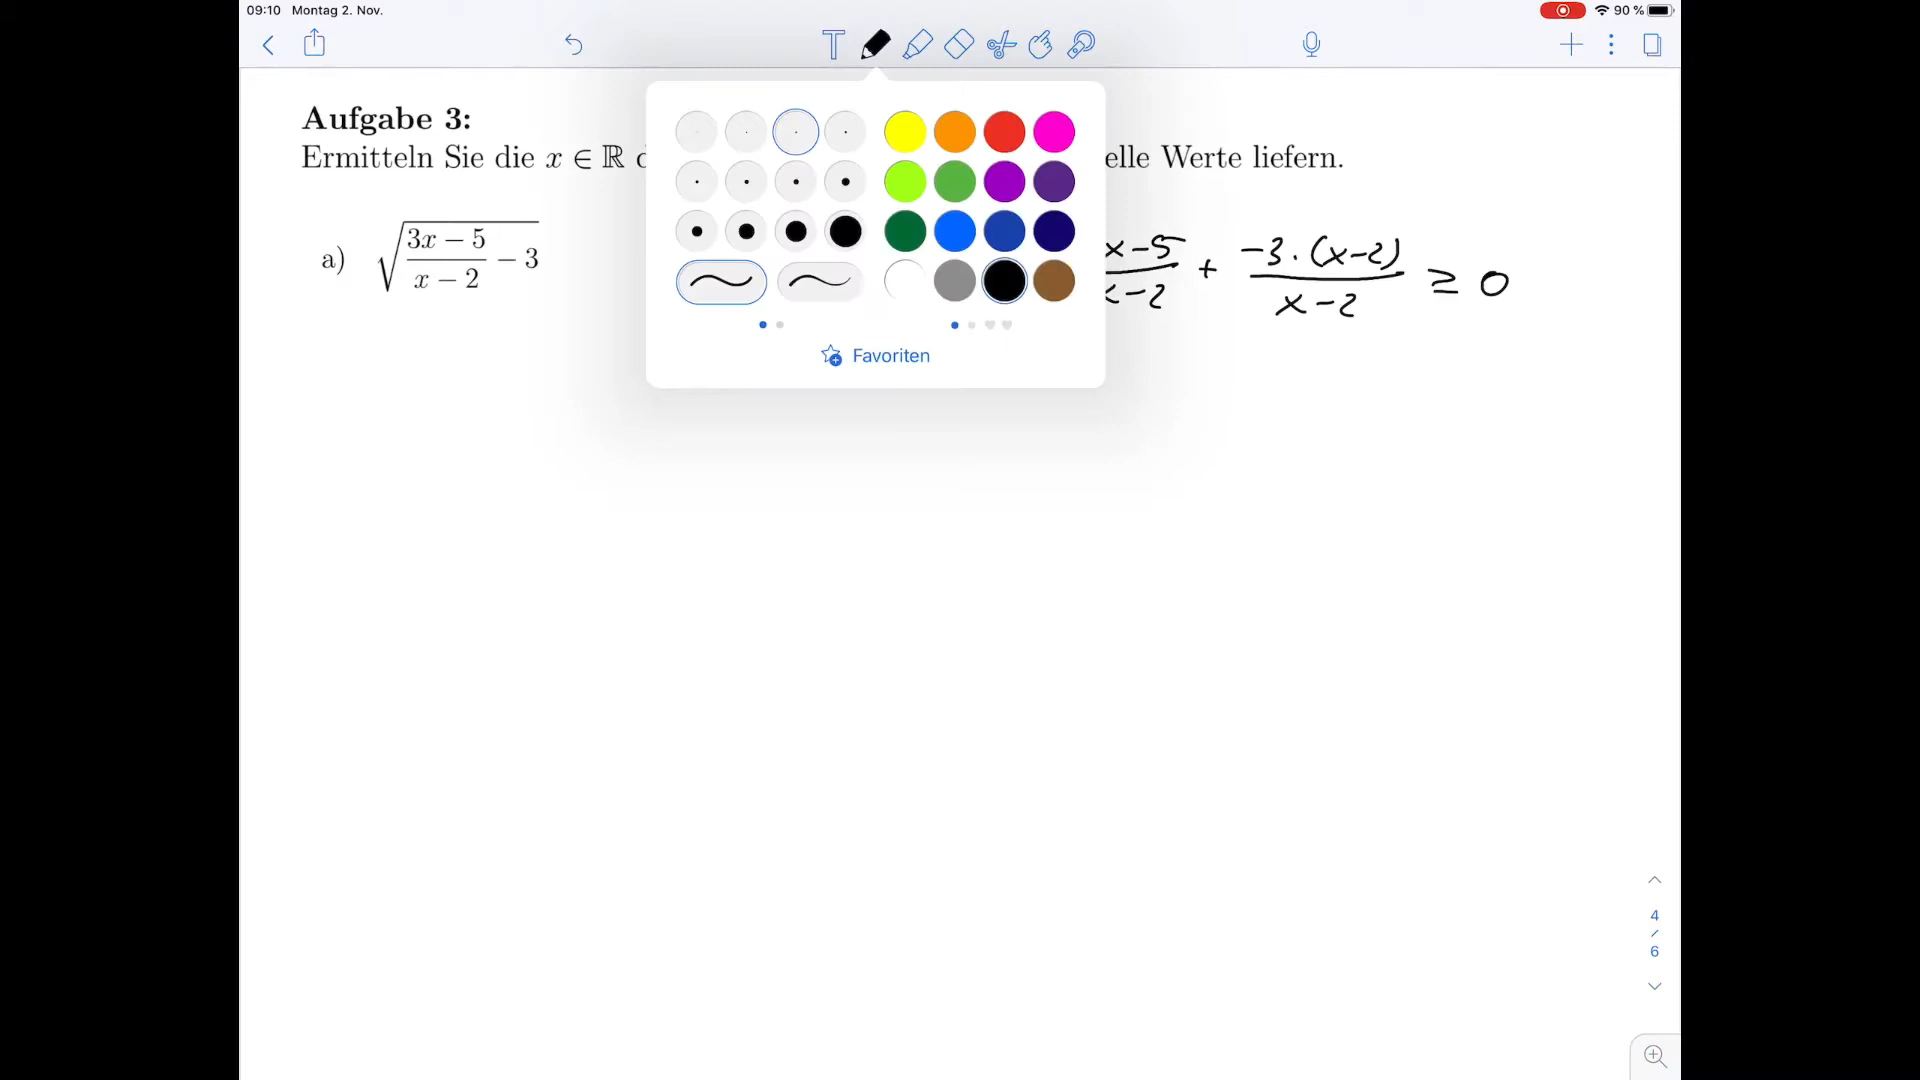 09:10 Montag 2. Nov. 90 %
T
Aufgabe 3:
Ermitteln Sie die x ∈ ℝ d elle Werte liefern.
a) √((3x − 5)/(x − 2) − 3) x−5/x−2 + −3·(x−2)/x−2 ≥ 0
Favoriten
4
/
6